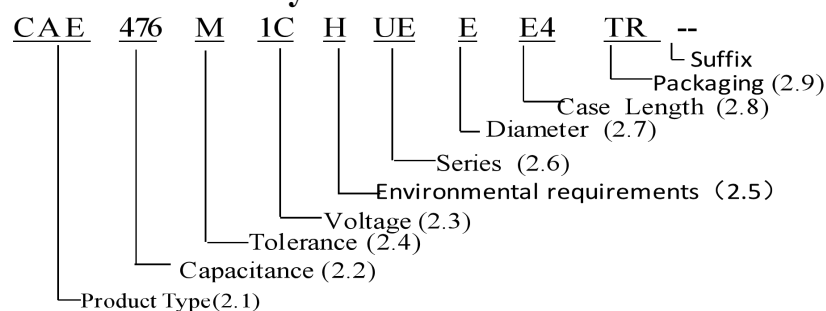 CAE 476 M 1C H UE E E4 TR --
Suffix
Packaging (2.9)
Case Length (2.8)
Diameter (2.7)
Series (2.6)
Environmental requirements（2.5）
Voltage (2.3)
Tolerance (2.4)
Capacitance (2.2)
Product Type(2.1)